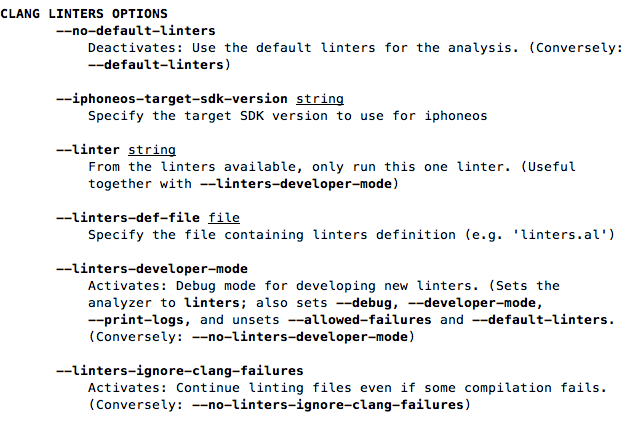 CLANG LINTERS OPTIONS
--no-default-linters
Deactivates: Use the default linters for the analysis. (Conversely:
--default-linters)
--iphoneos-target-sdk-version string
Specify the target SDK version to use for iphoneos
--linter string
From the linters available, only run this one linter. (Useful
together with --linters-developer-mode)
--linters-def-file file
Specify the file containing linters definition (e.g. 'linters.al')
--linters-developer-mode
Activates: Debug mode for developing new linters. (Sets the
analyzer to linters; also sets --debug, --developer-mode,
--print-logs, and unsets --allowed-failures and --default-linters.
(Conversely: --no-linters-developer-mode)
--linters-ignore-clang-failures
Activates: Continue linting files even if some compilation fails.
(Conversely: --no-linters-ignore-clang-failures)